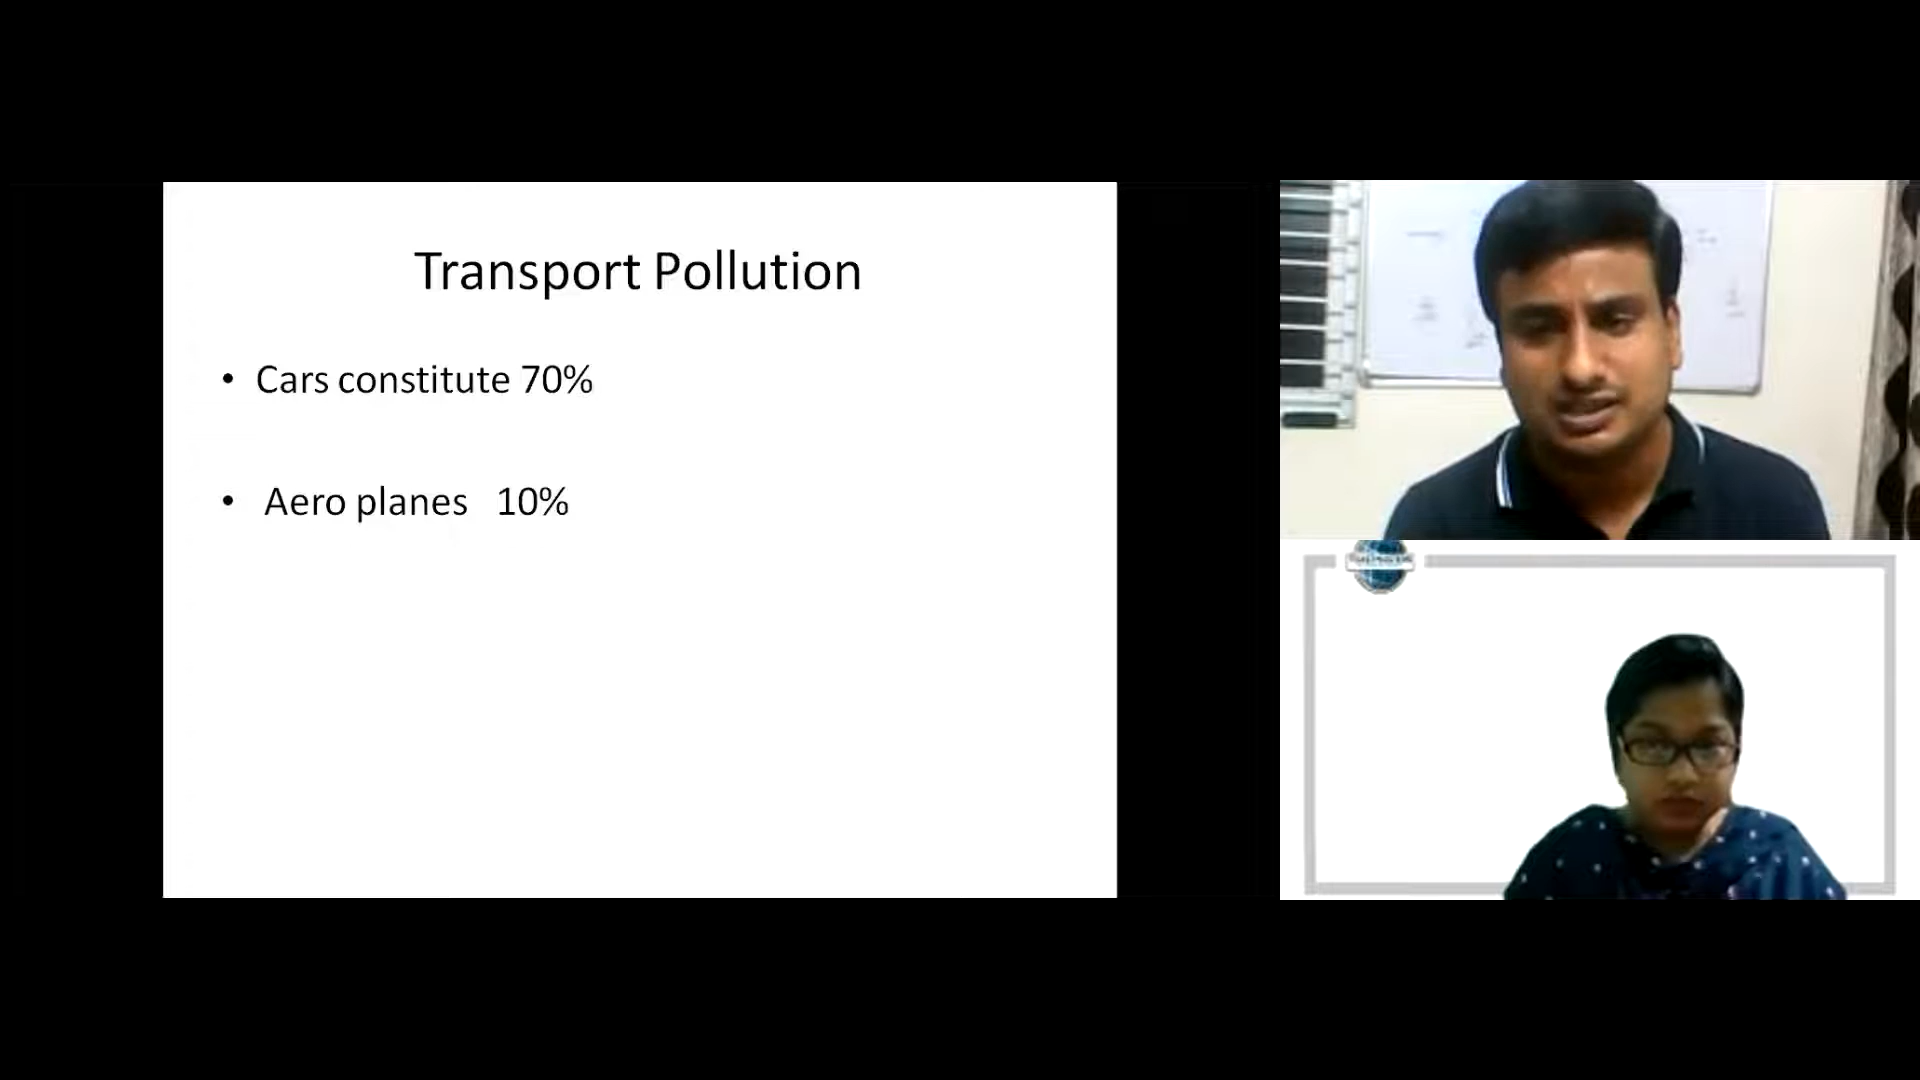 Transport Pollution
• Cars constitute 70%
• Aero planes 10%